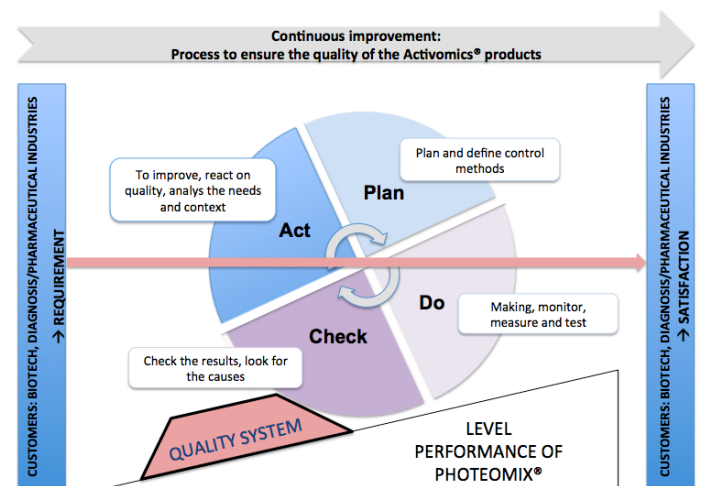 Continuous improvement:
Process to ensure the quality of the Activomics® products
CUSTOMERS: BIOTECH, DIAGNOSIS/PHARMACEUTICAL INDUSTRIES
→ REQUIREMENT
To improve, react on
quality, analys the needs
and context
Act
Plan
Plan and define control
methods
Do
Making, monitor,
measure and test
Check
Check the results, look for
the causes
QUALITY SYSTEM
LEVEL
PERFORMANCE OF
PHOTEOMIX®
CUSTOMERS: BIOTECH, DIAGNOSIS/PHARMACEUTICAL INDUSTRIES
→ SATISFACTION